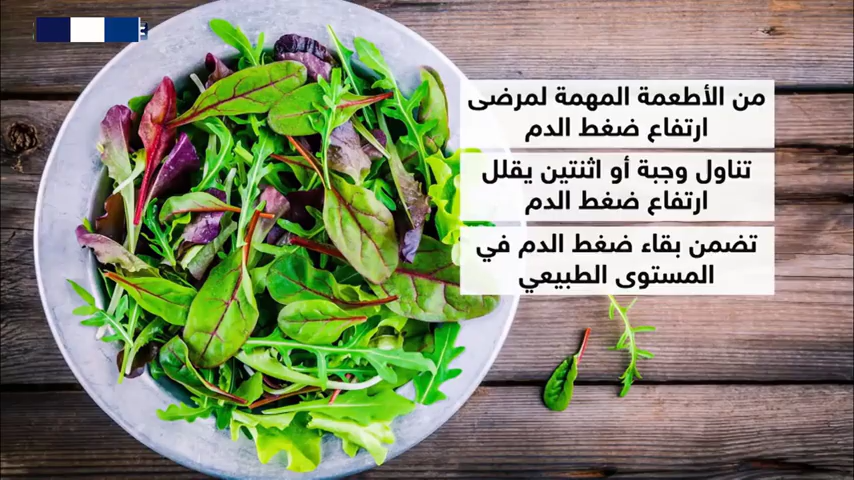 من الأطعمة المهمة لمرضى
ارتفاع ضغط الدم
تناول وجبة أو اثنتين يقلل
ارتفاع ضغط الدم
تضمن بقاء ضغط الدم في
المستوى الطبيعي